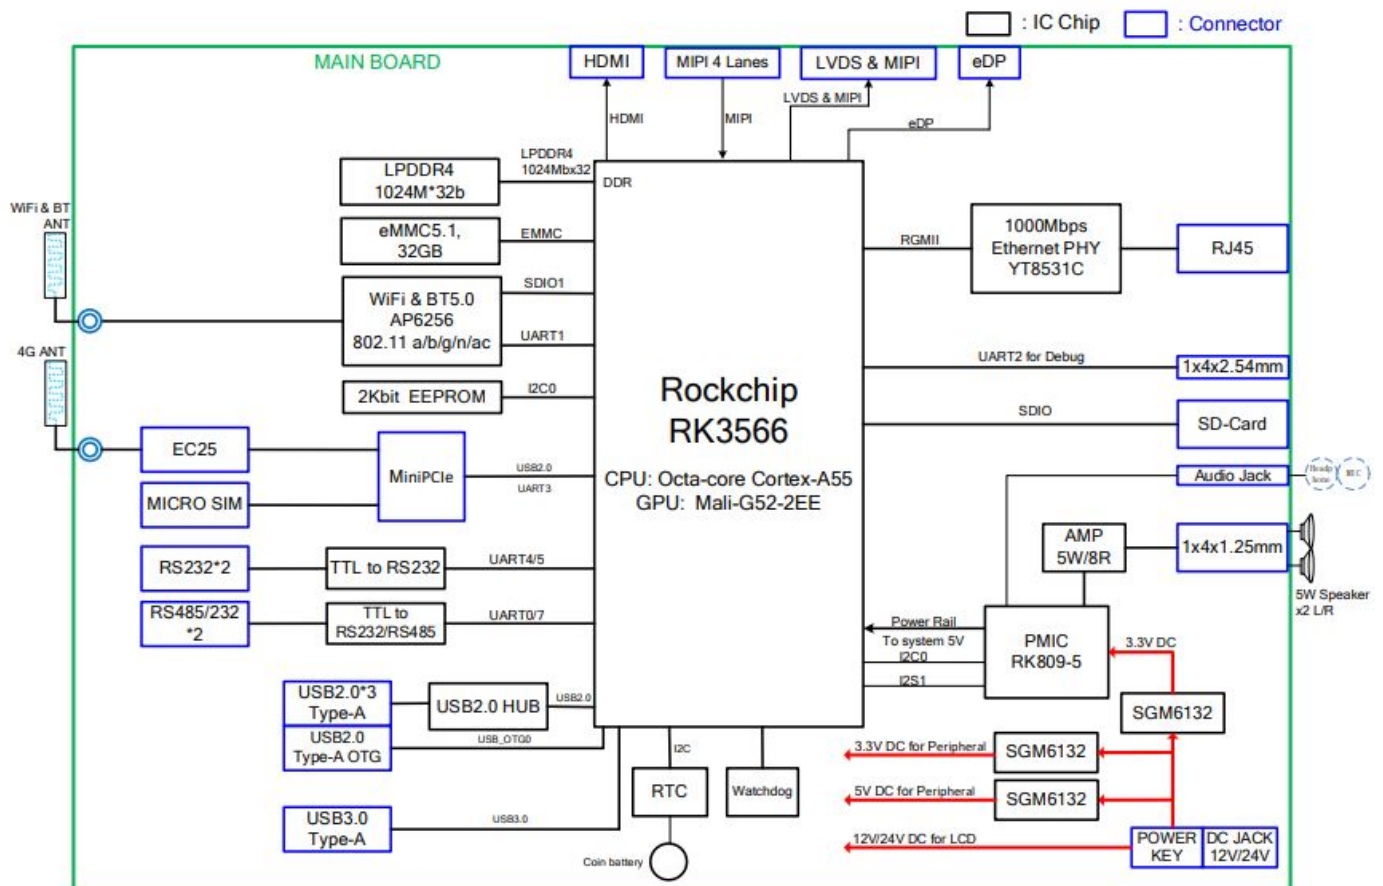 : IC Chip
: Connector
MAIN BOARD
HDMI
MIPI 4 Lanes
LVDS & MIPI
eDP
LVDS & MIPI
HDMI
MIPI
eDP
LPDDR4
1024M*32b
LPDDR4
1024Mbx32
DDR
WiFi & BT
ANT
eMMC5.1,
32GB
EMMC
1000Mbps
Ethernet PHY
YT8531C
RGMII
RJ45
WiFi & BT5.0
AP6256
802.11 a/b/g/n/ac
SDIO1
UART1
4G ANT
2Kbit EEPROM
I2C0
UART2 for Debug
1x4x2.54mm
Rockchip
RK3566
CPU: Octa-core Cortex-A55
GPU: Mali-G52-2EE
SDIO
SD-Card
EC25
MiniPCIe
USB2.0
UART3
MICRO SIM
Audio Jack
Headp
hone
AMP
5W/8R
1x4x1.25mm
5W Speaker
x2 L/R
RS232*2
TTL to RS232
UART4/5
RS485/232
*2
TTL to
RS232/RS485
UART0/7
Power Rail
To system 5V
I2C0
I2S1
PMIC
RK809-5
3.3V DC
USB2.0*3
Type-A
USB2.0 HUB
USB2.0
USB2.0
Type-A OTG
USB_OTG0
SGM6132
I2C
3.3V DC for Peripheral
SGM6132
RTC
Watchdog
5V DC for Peripheral
SGM6132
USB3.0
Type-A
USB3.0
12V/24V DC for LCD
POWER
KEY
DC JACK
12V/24V
Coin battery